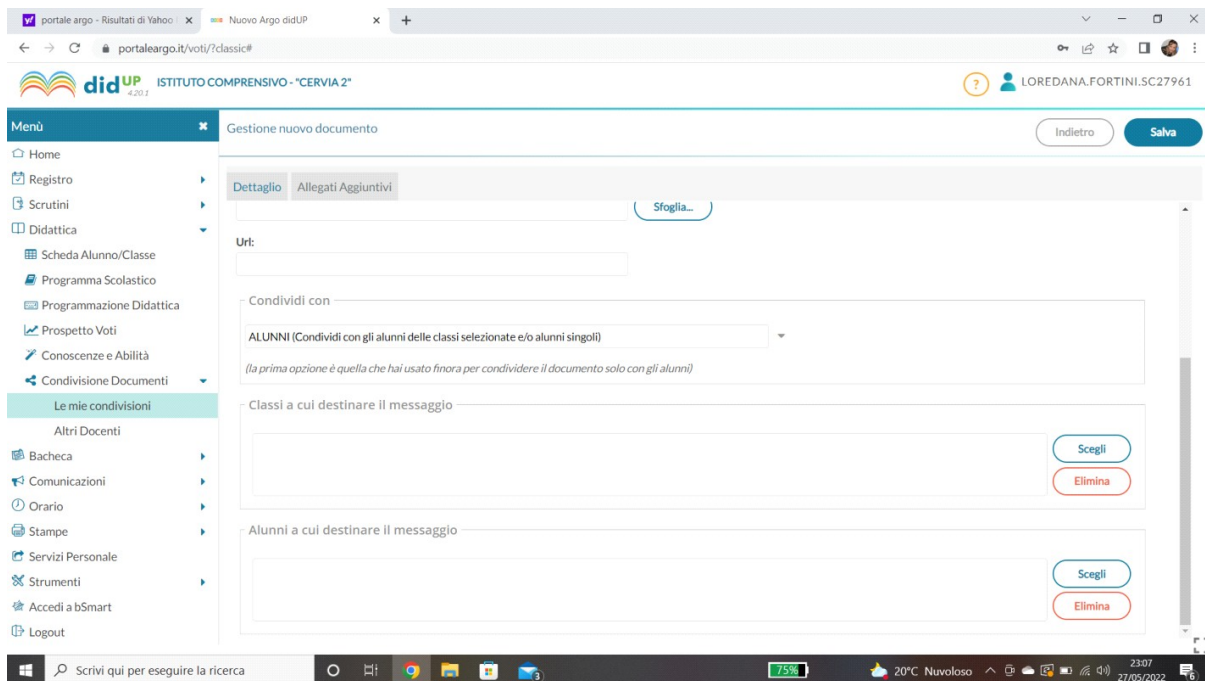 portale argo - Risultati di Yahoo
Nuovo Argo didUP
portaleargo.it/voti/?classic#
didUP 4.20.1 ISTITUTO COMPRENSIVO - "CERVIA 2"
? LOREDANA.FORTINI.SC27961
Menù
Gestione nuovo documento
Indietro
Salva
Home
Registro
Scrutini
Didattica
Scheda Alunno/Classe
Programma Scolastico
Programmazione Didattica
Prospetto Voti
Conoscenze e Abilità
Condivisione Documenti
Le mie condivisioni
Altri Docenti
Bacheca
Comunicazioni
Orario
Stampe
Servizi Personale
Strumenti
Accedi a bSmart
Logout
Dettaglio
Allegati Aggiuntivi
Sfoglia...
Url:
Condividi con
ALUNNI (Condividi con gli alunni delle classi selezionate e/o alunni singoli)
(la prima opzione è quella che hai usato finora per condividere il documento solo con gli alunni)
Classi a cui destinare il messaggio
Scegli
Elimina
Alunni a cui destinare il messaggio
Scegli
Elimina
Scrivi qui per eseguire la ricerca
3
75%
20°C Nuvoloso
23:07
27/05/2022
6